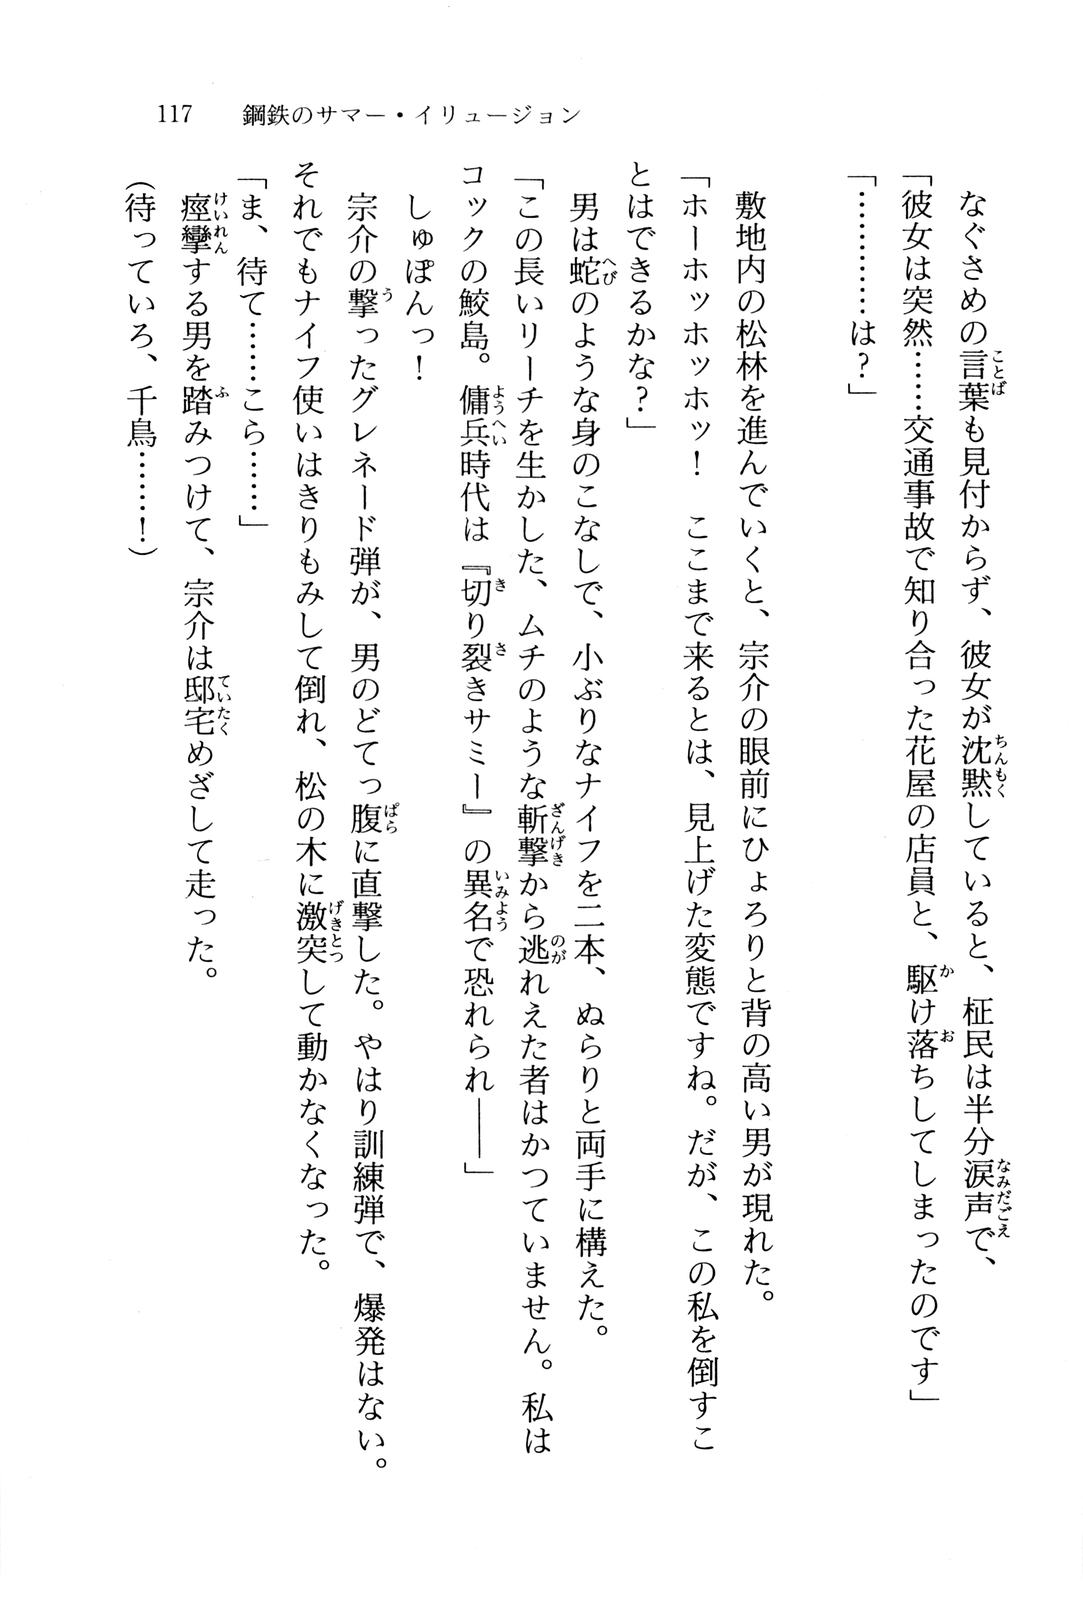 117　鋼鉄のサマー・イリュージョン
なぐさめの言葉も見付からず、彼女が沈黙していると、柾民は半分涙声で、
「彼女は突然……交通事故で知り合った花屋の店員と、駆け落ちしてしまったのです」
「…………は？」
敷地内の松林を進んでいくと、宗介の眼前にひょろりと背の高い男が現れた。
「ホーホッホッホッ！　ここまで来るとは、見上げた変態ですね。だが、この私を倒すこ
とはできるかな？」
男は蛇のような身のこなしで、小ぶりなナイフを二本、ぬらりと両手に構えた。
「この長いリーチを生かした、ムチのような斬撃から逃れえた者はかつていません。私は
コックの鮫島。傭兵時代は『切り裂きサミー』の異名で恐れられ――」
しゅぽんっ！
宗介の撃ったグレネード弾が、男のどてっ腹に直撃した。やはり訓練弾で、爆発はない。
それでもナイフ使いはきりもみして倒れ、松の木に激突して動かなくなった。
「ま、待て……こら……」
痙攣する男を踏みつけて、宗介は邸宅めざして走った。
（待っていろ、千鳥……！）